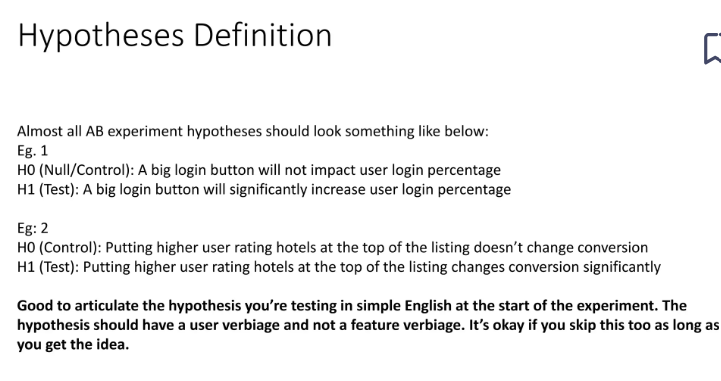 Hypotheses Definition
Almost all AB experiment hypotheses should look something like below:
Eg. 1
H0 (Null/Control): A big login button will not impact user login percentage
H1 (Test): A big login button will significantly increase user login percentage
Eg: 2
H0 (Control): Putting higher user rating hotels at the top of the listing doesn't change conversion
H1 (Test): Putting higher user rating hotels at the top of the listing changes conversion significantly
Good to articulate the hypothesis you're testing in simple English at the start of the experiment. The
hypothesis should have a user verbiage and not a feature verbiage. It's okay if you skip this too as long as
you get the idea.